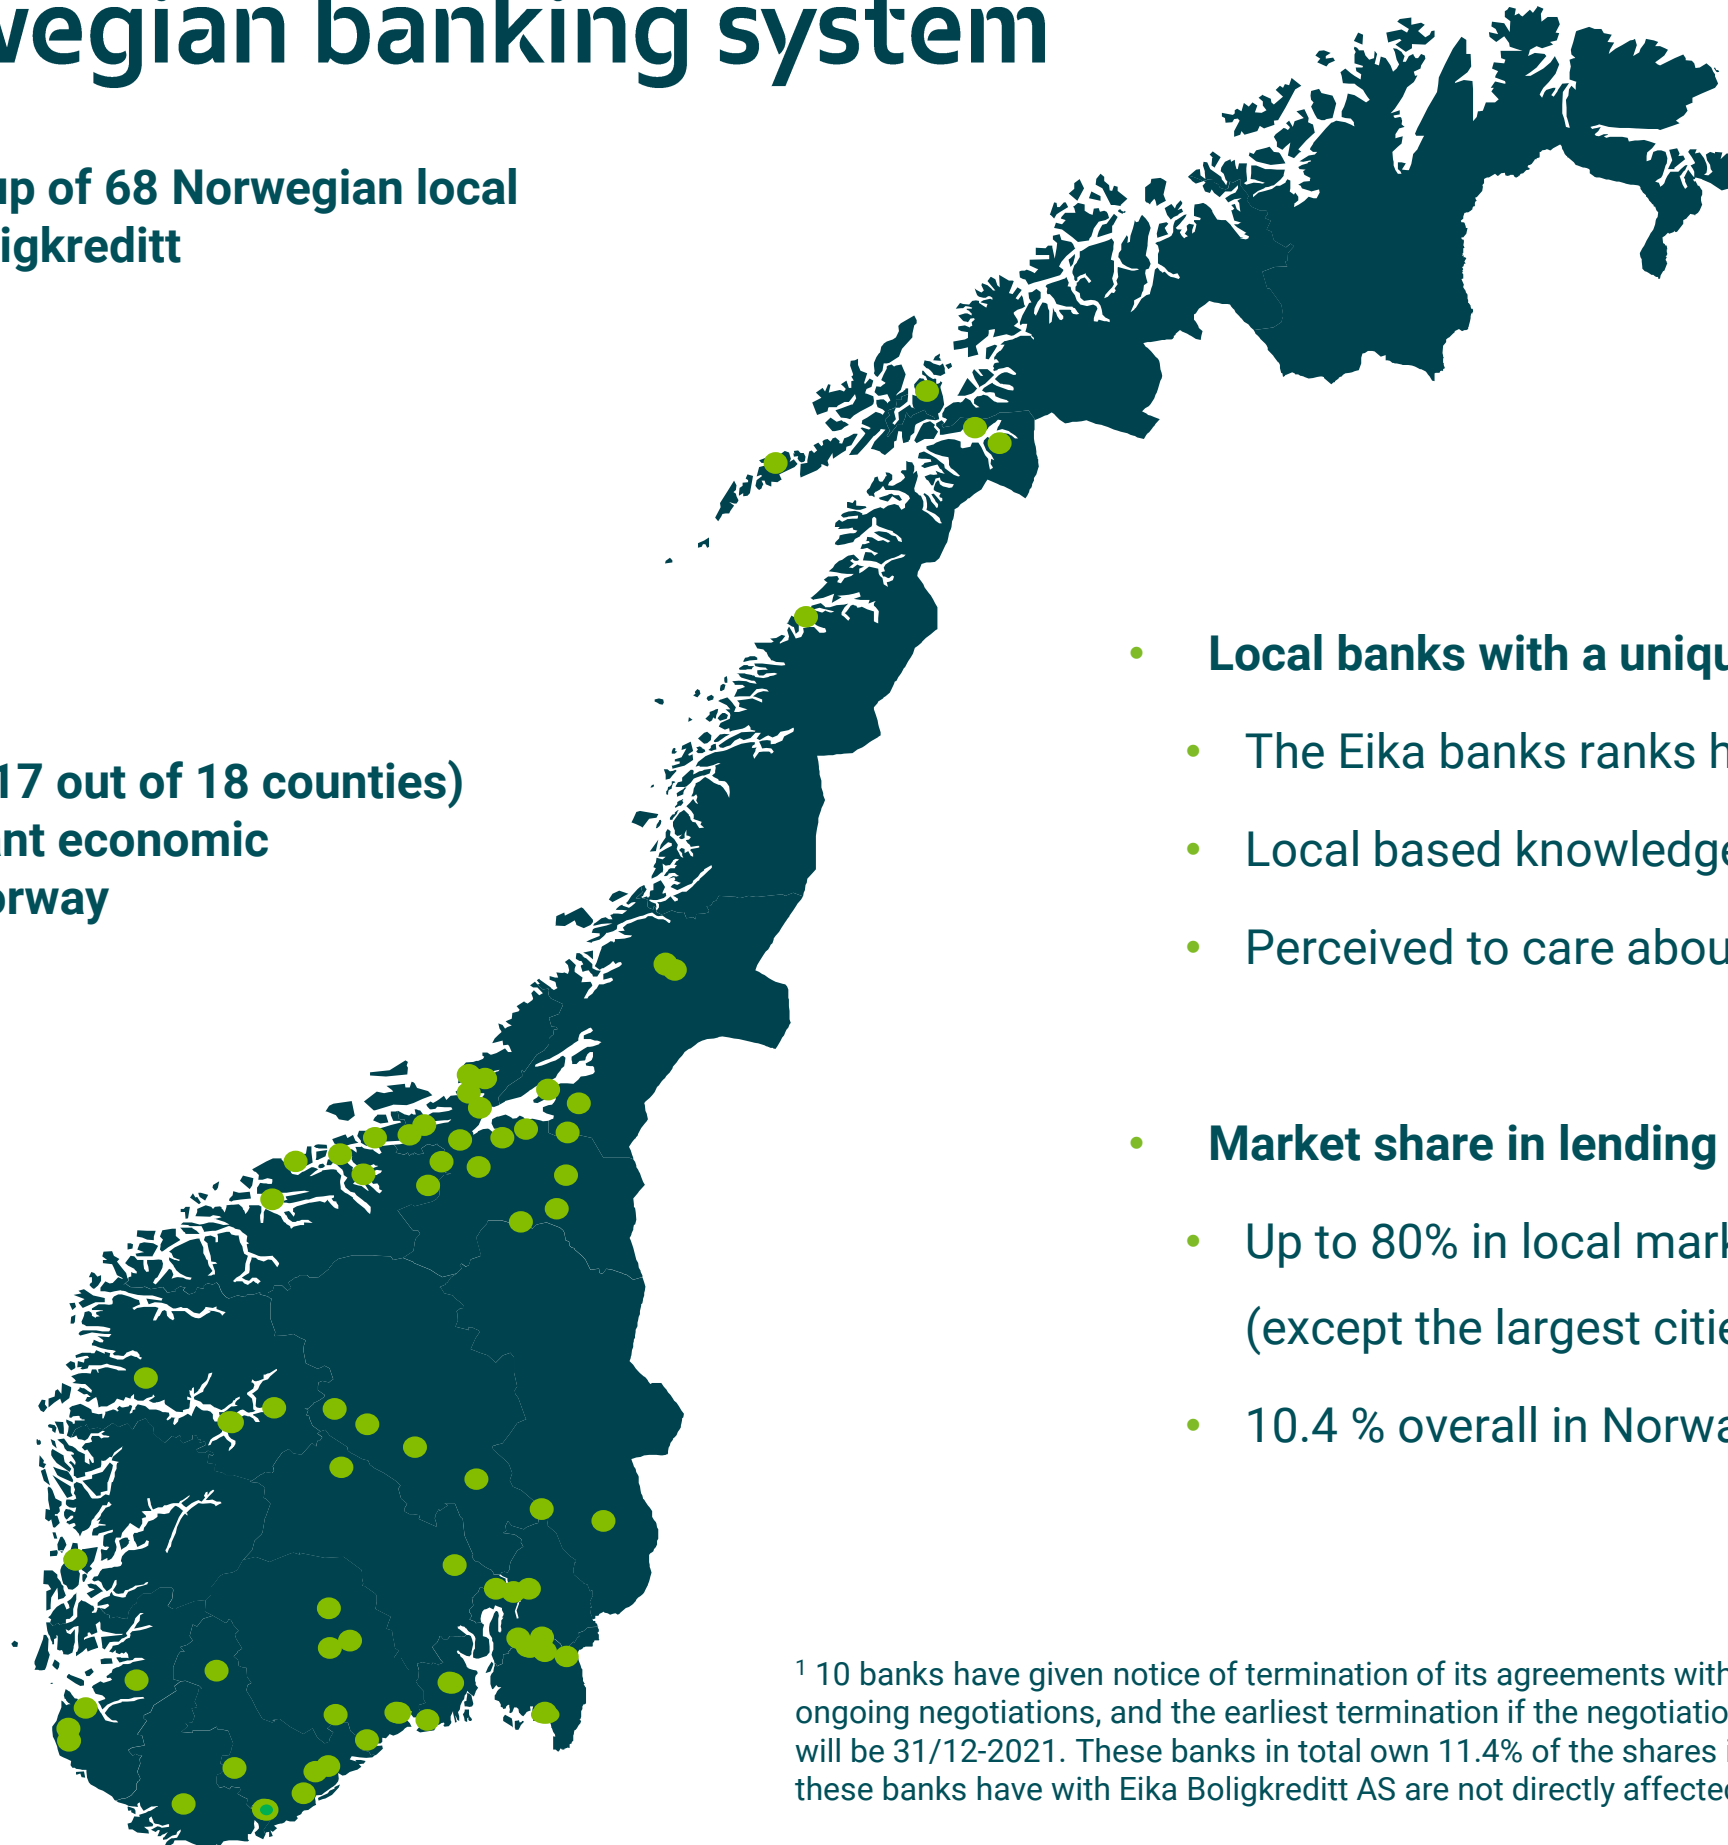 wegian banking system
up of 68 Norwegian local
igkreditt
17 out of 18 counties)
ant economic
orway
• Local banks with a uniqu
• The Eika banks ranks h
• Local based knowledge
• Perceived to care abou
• Market share in lending
• Up to 80% in local mark
(except the largest citie
• 10.4 % overall in Norwa
1 10 banks have given notice of termination of its agreements with
ongoing negotiations, and the earliest termination if the negotiatio
will be 31/12-2021. These banks in total own 11.4% of the shares i
these banks have with Eika Boligkreditt AS are not directly affected